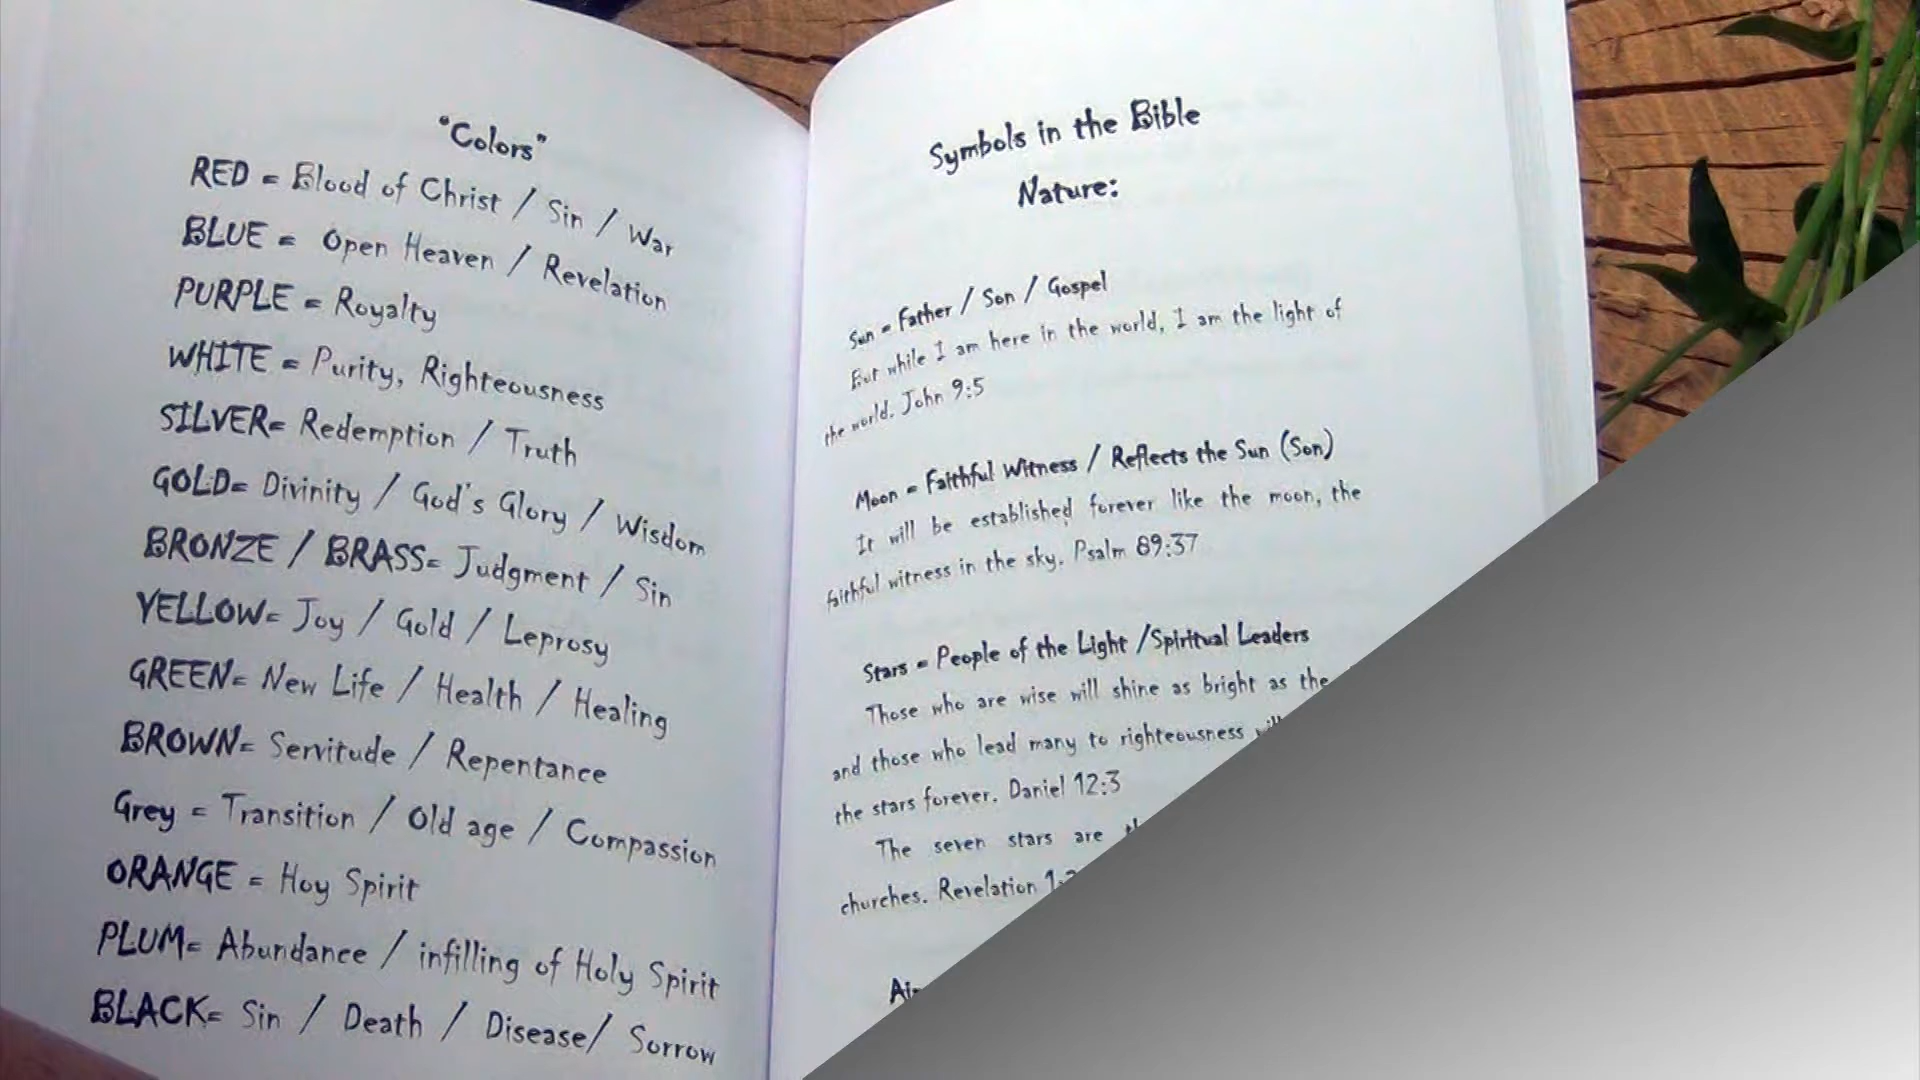 "Colors"
RED = Blood of Christ / Sin / War
BLUE = Open Heaven / Revelation
PURPLE = Royalty
WHITE = Purity, Righteousness
SILVER= Redemption / Truth
GOLD= Divinity / God's Glory / Wisdom
BRONZE / BRASS= Judgment / Sin
YELLOW= Joy / Gold / Leprosy
GREEN= New Life / Health / Healing
BROWN= Servitude / Repentance
Grey = Transition / Old age / Compassion
ORANGE = Hoy Spirit
PLUM= Abundance / infilling of Holy Spirit
BLACK= Sin / Death / Disease/ Sorrow
Symbols in the Bible
Nature:
Sun = Father / Son / Gospel
But while I am here in the world, I am the light of
the world. John 9:5
Moon = Faithful Witness / Reflects the Sun (Son)
It will be established forever like the moon, the
faithful witness in the sky. Psalm 89:37
Stars = People of the Light /Spiritual Leaders
Those who are wise will shine as bright as the
and those who lead many to righteousness
the stars forever. Daniel 12:3
The seven stars are
churches. Revelation